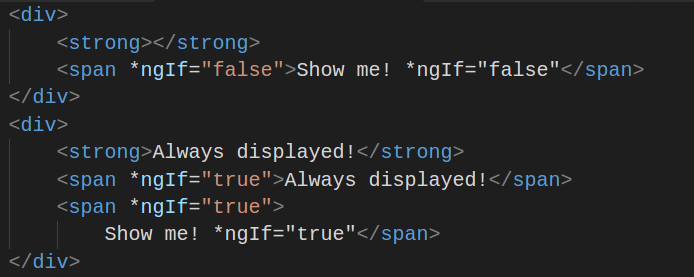 <div>
<strong></strong>
<span *ngIf="false">Show me! *ngIf="false"</span>
</div>
<div>
<strong>Always displayed!</strong>
<span *ngIf="true">Always displayed!</span>
<span *ngIf="true">
Show me! *ngIf="true"</span>
</div>